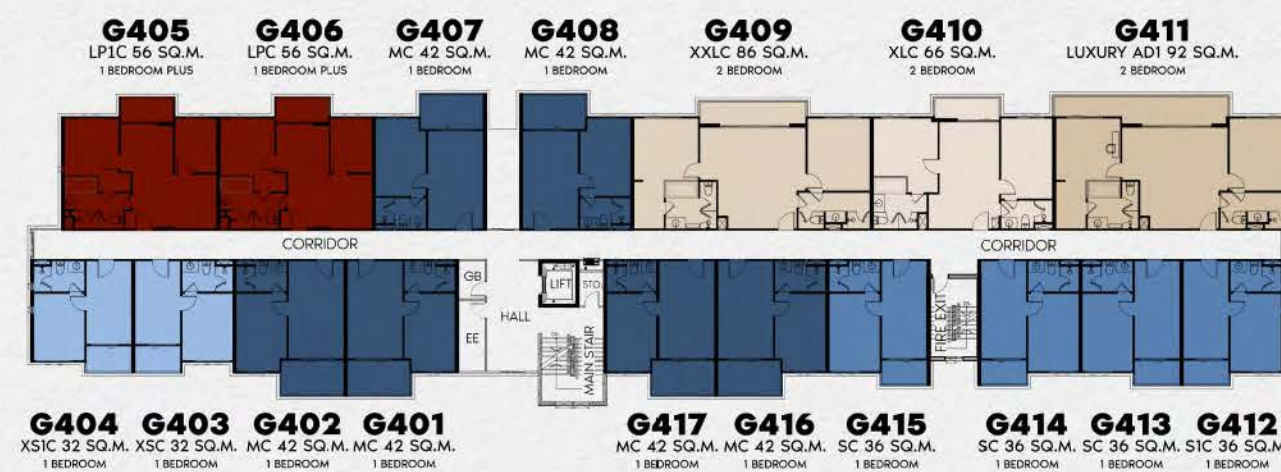 G405
LP1C 56 SQ.M.
1 BEDROOM PLUS
G406
LPC 56 SQ.M.
1 BEDROOM PLUS
G407
MC 42 SQ.M.
1 BEDROOM
G408
MC 42 SQ.M.
1 BEDROOM
G409
XXLC 86 SQ.M.
2 BEDROOM
G410
XLC 66 SQ.M.
2 BEDROOM
G411
LUXURY AD1 92 SQ.M.
2 BEDROOM
CORRIDOR
CORRIDOR
GB
EE
HALL
LIFT
STO.
MAIN STAIR
FIRE EXIT
G404
XS1C 32 SQ.M.
1 BEDROOM
G403
XSC 32 SQ.M.
1 BEDROOM
G402
MC 42 SQ.M.
1 BEDROOM
G401
MC 42 SQ.M.
1 BEDROOM
G417
MC 42 SQ.M.
1 BEDROOM
G416
MC 42 SQ.M.
1 BEDROOM
G415
SC 36 SQ.M.
1 BEDROOM
G414
SC 36 SQ.M.
1 BEDROOM
G413
SC 36 SQ.M.
1 BEDROOM
G412
S1C 36 SQ.M
1 BEDROOM